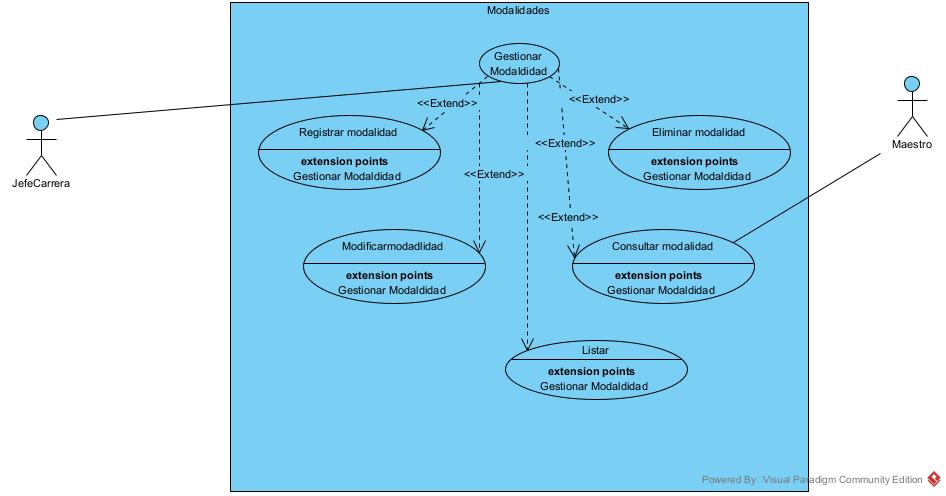 Modalidades
Gestionar
Modaldidad
<<Extend>>
<<Extend>>
Registrar modalidad
extension points
Gestionar Modaldidad
<<Extend>>
Eliminar modalidad
extension points
Gestionar Modaldidad
Maestro
JefeCarrera
<<Extend>>
<<Extend>>
Modificarmodadlidad
extension points
Gestionar Modaldidad
Consultar modalidad
extension points
Gestionar Modaldidad
Listar
extension points
Gestionar Modaldidad
Powered By Visual Paradigm Community Edition